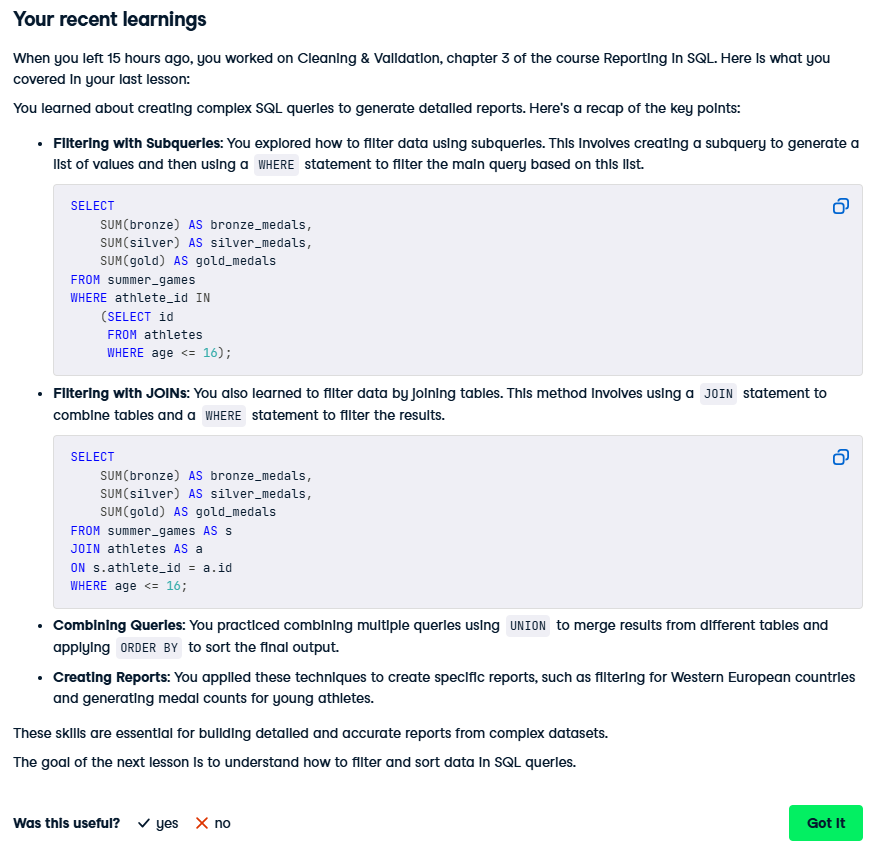 Your recent learnings
When you left 15 hours ago, you worked on Cleaning & Validation, chapter 3 of the course Reporting in SQL. Here is what you
covered in your last lesson:
You learned about creating complex SQL queries to generate detailed reports. Here's a recap of the key points:
• Filtering with Subqueries: You explored how to filter data using subqueries. This involves creating a subquery to generate a
list of values and then using a WHERE statement to filter the main query based on this list.
SELECT
    SUM(bronze) AS bronze_medals,
    SUM(silver) AS silver_medals,
    SUM(gold) AS gold_medals
FROM summer_games
WHERE athlete_id IN
    (SELECT id
     FROM athletes
     WHERE age <= 16);
• Filtering with JOINs: You also learned to filter data by joining tables. This method involves using a JOIN statement to
combine tables and a WHERE statement to filter the results.
SELECT
    SUM(bronze) AS bronze_medals,
    SUM(silver) AS silver_medals,
    SUM(gold) AS gold_medals
FROM summer_games AS s
JOIN athletes AS a
ON s.athlete_id = a.id
WHERE age <= 16;
• Combining Queries: You practiced combining multiple queries using UNION to merge results from different tables and
applying ORDER BY to sort the final output.
• Creating Reports: You applied these techniques to create specific reports, such as filtering for Western European countries
and generating medal counts for young athletes.
These skills are essential for building detailed and accurate reports from complex datasets.
The goal of the next lesson is to understand how to filter and sort data in SQL queries.
Was this useful? yes no
Got it